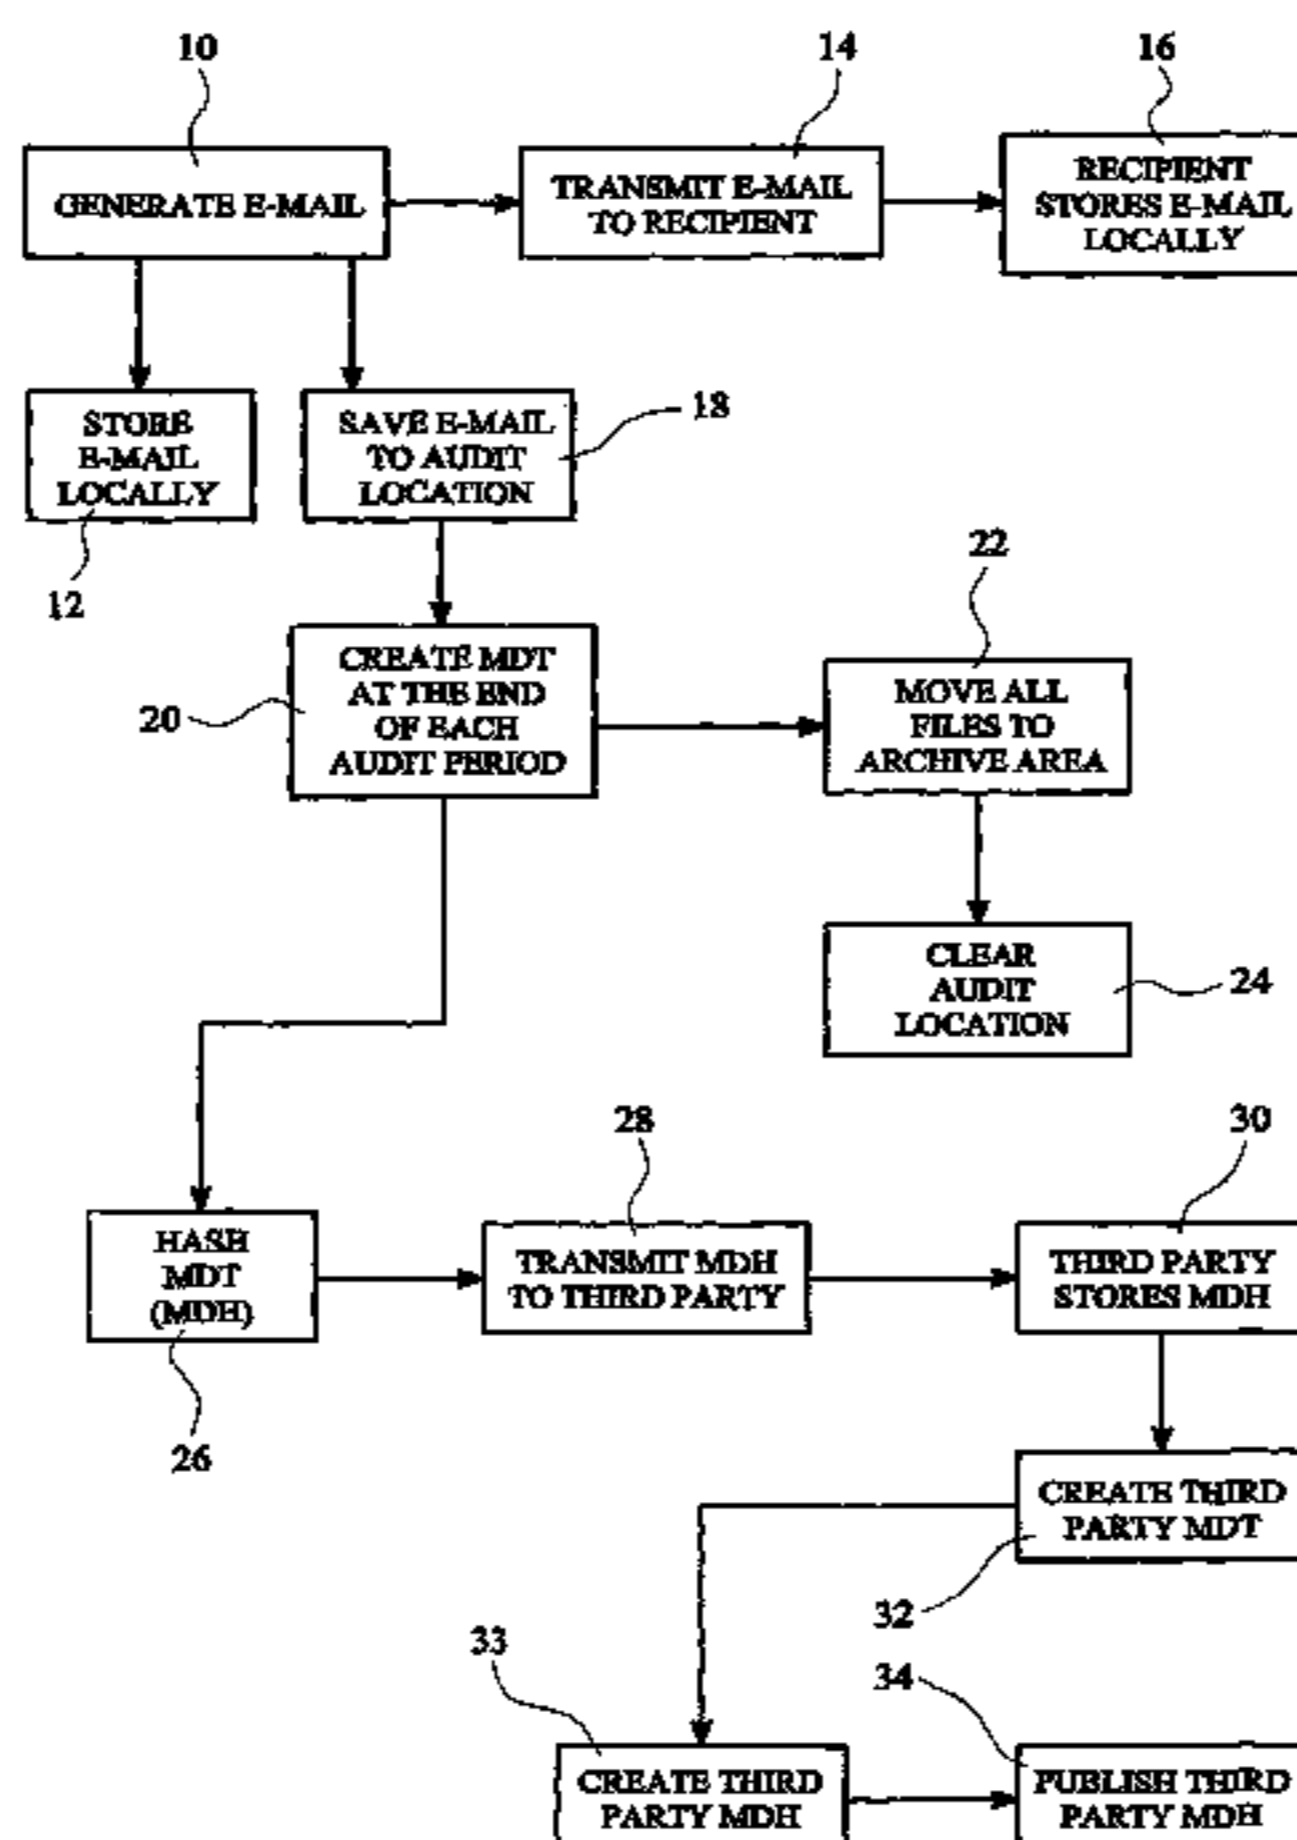 10
14
16
GENERATE E-MAIL
TRANSMIT E-MAIL
TO RECIPIENT
RECIPIENT
STORES E-MAIL
LOCALLY
STORE
E-MAIL
LOCALLY
12
SAVE E-MAIL
TO AUDIT
LOCATION
18
CREATE MDT
AT THE END
OF EACH
AUDIT PERIOD
20
22
MOVE ALL
FILES TO
ARCHIVE AREA
CLEAR
AUDIT
LOCATION
24
HASH
MDT
(MDH)
26
28
TRANSMIT MDH
TO THIRD PARTY
30
THIRD PARTY
STORES MDH
CREATE THIRD
PARTY MDT
32
33
CREATE THIRD
PARTY MDH
34
PUBLISH THIRD
PARTY MDH